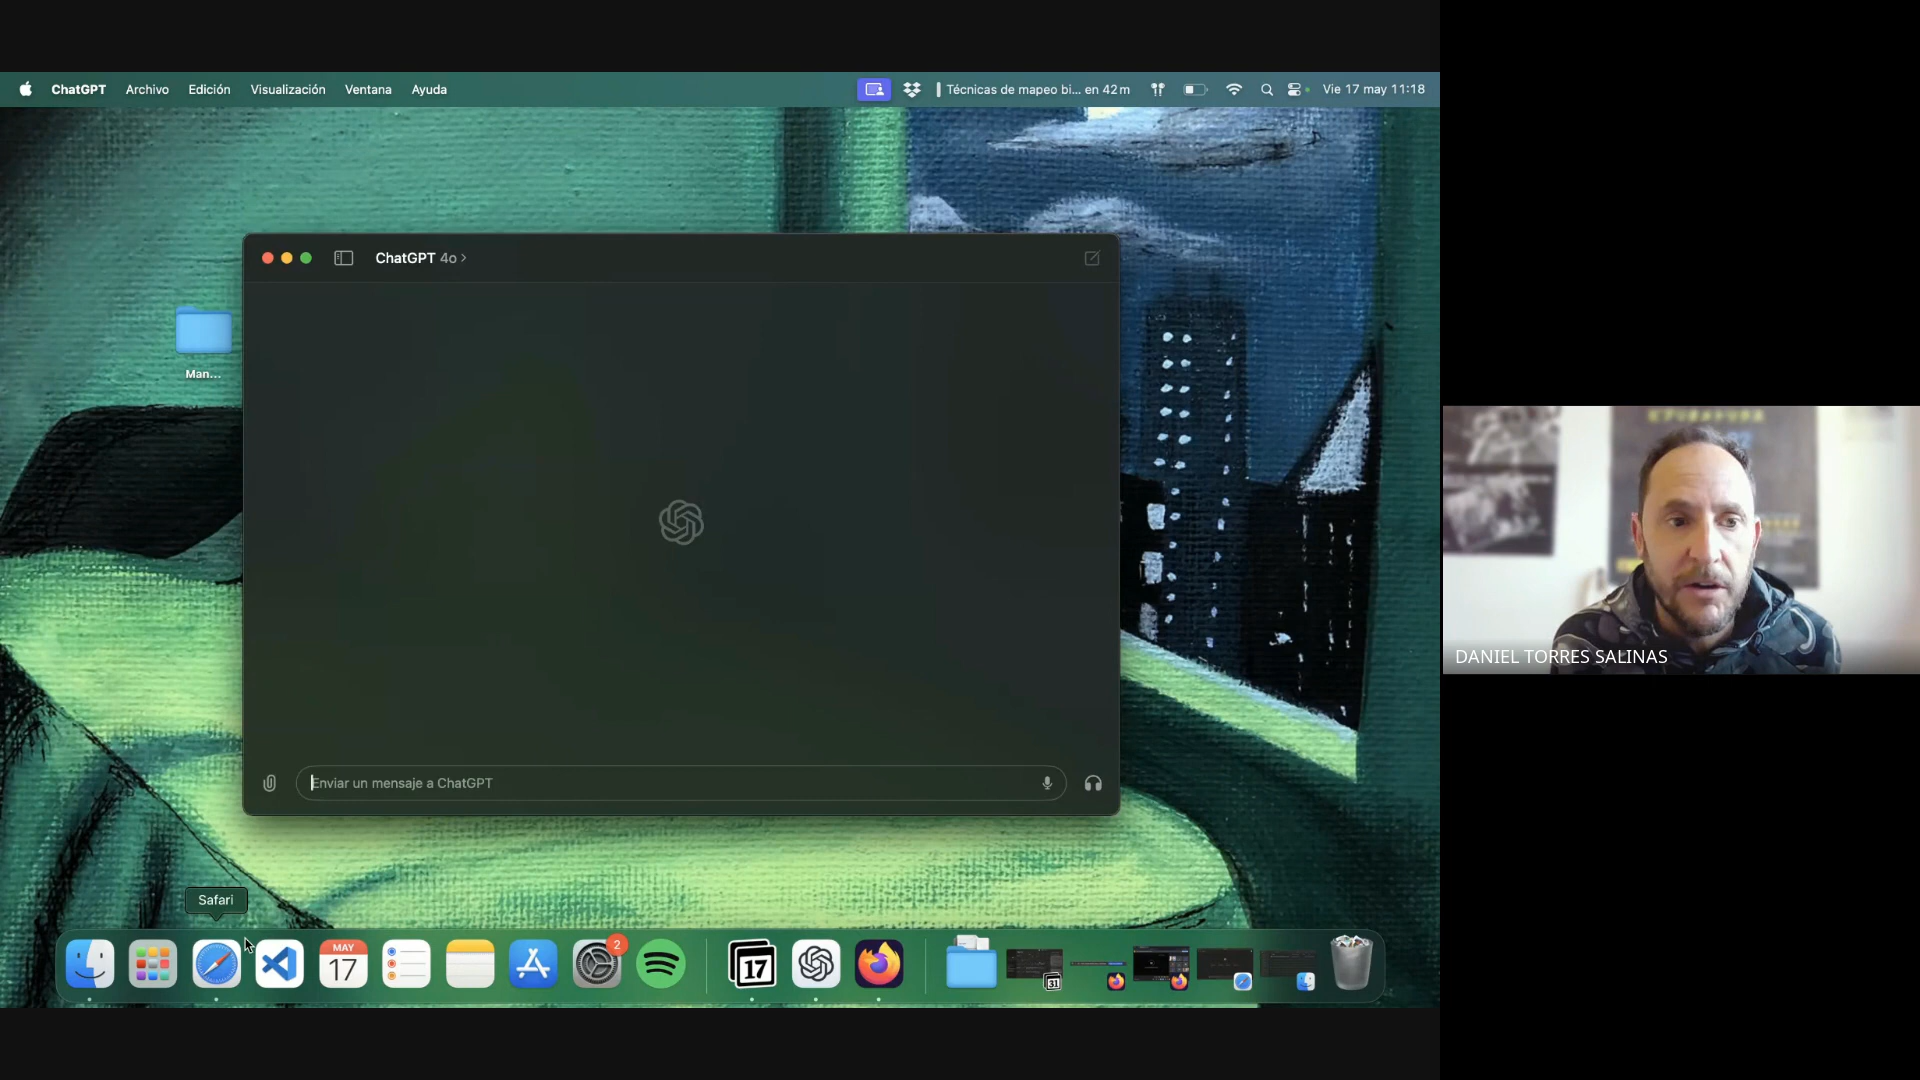 ChatGPT Archivo Edición Visualización Ventana Ayuda
Técnicas de mapeo bi... en 42 m
Vie 17 may 11:18
ChatGPT 4o >
Man...
Enviar un mensaje a ChatGPT
Safari
MAY
17
2
17
31
DANIEL TORRES SALINAS